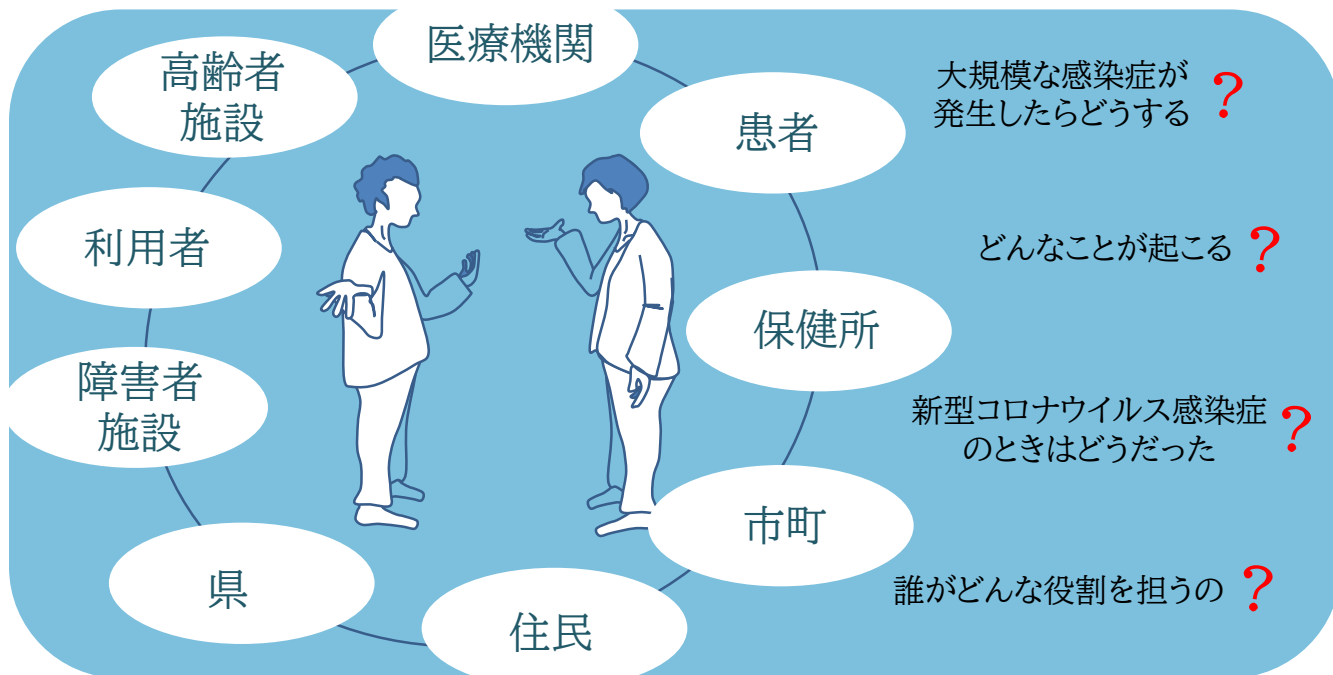 医療機関
高齢者
施設
患者
利用者
保健所
障害者
施設
市町
県
住民
大規模な感染症が
発生したらどうする ？
どんなことが起こる ？
新型コロナウイルス感染症
のときはどうだった ？
誰がどんな役割を担うの ？